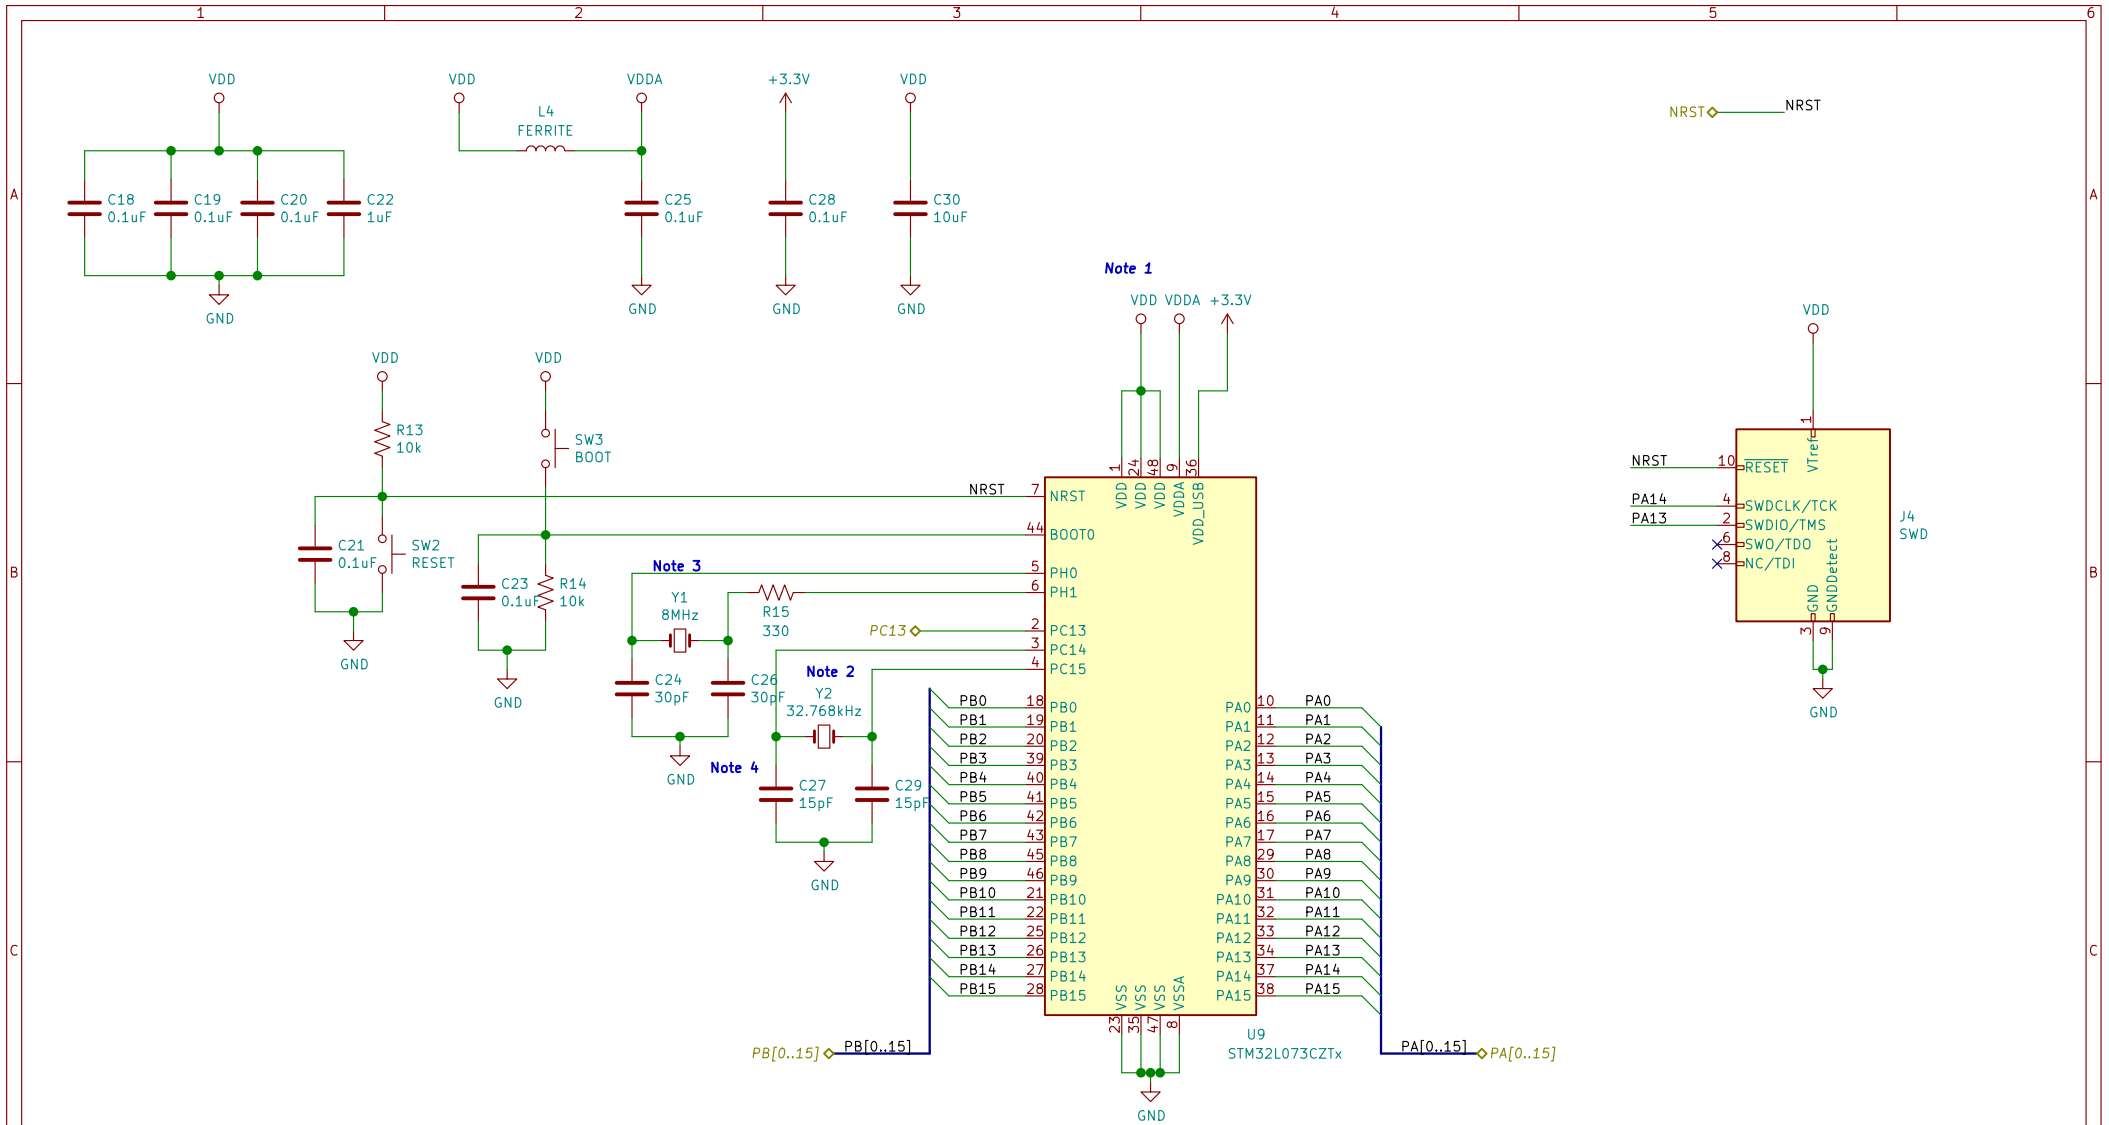 1 2 3 4 5 6
A A
B B
C C
VDD
C18
0.1uF
C19
0.1uF
C20
0.1uF
C22
1uF
GND
VDD
L4
FERRITE
VDDA
C25
0.1uF
GND
+3.3V
C28
0.1uF
GND
VDD
C30
10uF
GND
NRST NRST
VDD
R13
10k
C21
0.1uF
SW2
RESET
GND
VDD
SW3
BOOT
C23
0.1uF
R14
10k
GND
Note 3
Y1
8MHz
R15
330
C24
30pF
C26
30pF
GND
Note 2
Y2
32.768kHz
Note 4
C27
15pF
C29
15pF
GND
Note 1
VDD VDDA +3.3V
1 24 48 9 36
VDD VDD VDD VDDA VDD_USB
NRST 7 NRST
44 BOOT0
5 PH0
6 PH1
PC13 2 PC13
3 PC14
4 PC15
PB0 18 PB0
PB1 19 PB1
PB2 20 PB2
PB3 39 PB3
PB4 40 PB4
PB5 41 PB5
PB6 42 PB6
PB7 43 PB7
PB8 45 PB8
PB9 46 PB9
PB10 21 PB10
PB11 22 PB11
PB12 25 PB12
PB13 26 PB13
PB14 27 PB14
PB15 28 PB15
PA0 10 PA0
PA1 11 PA1
PA2 12 PA2
PA3 13 PA3
PA4 14 PA4
PA5 15 PA5
PA6 16 PA6
PA7 17 PA7
PA8 29 PA8
PA9 30 PA9
PA10 31 PA10
PA11 32 PA11
PA12 33 PA12
PA13 34 PA13
PA14 37 PA14
PA15 38 PA15
VSS VSS VSS VSSA
23 35 47 8
U9
STM32L073CZTx
GND
PB[0..15] PB[0..15]
PA[0..15] PA[0..15]
VDD
1
VTref
NRST 10 RESET
PA14 4 SWDCLK/TCK
PA13 2 SWDIO/TMS
6 SWO/TDO
8 NC/TDI
GND GNDDetect
3 9
J4
SWD
GND